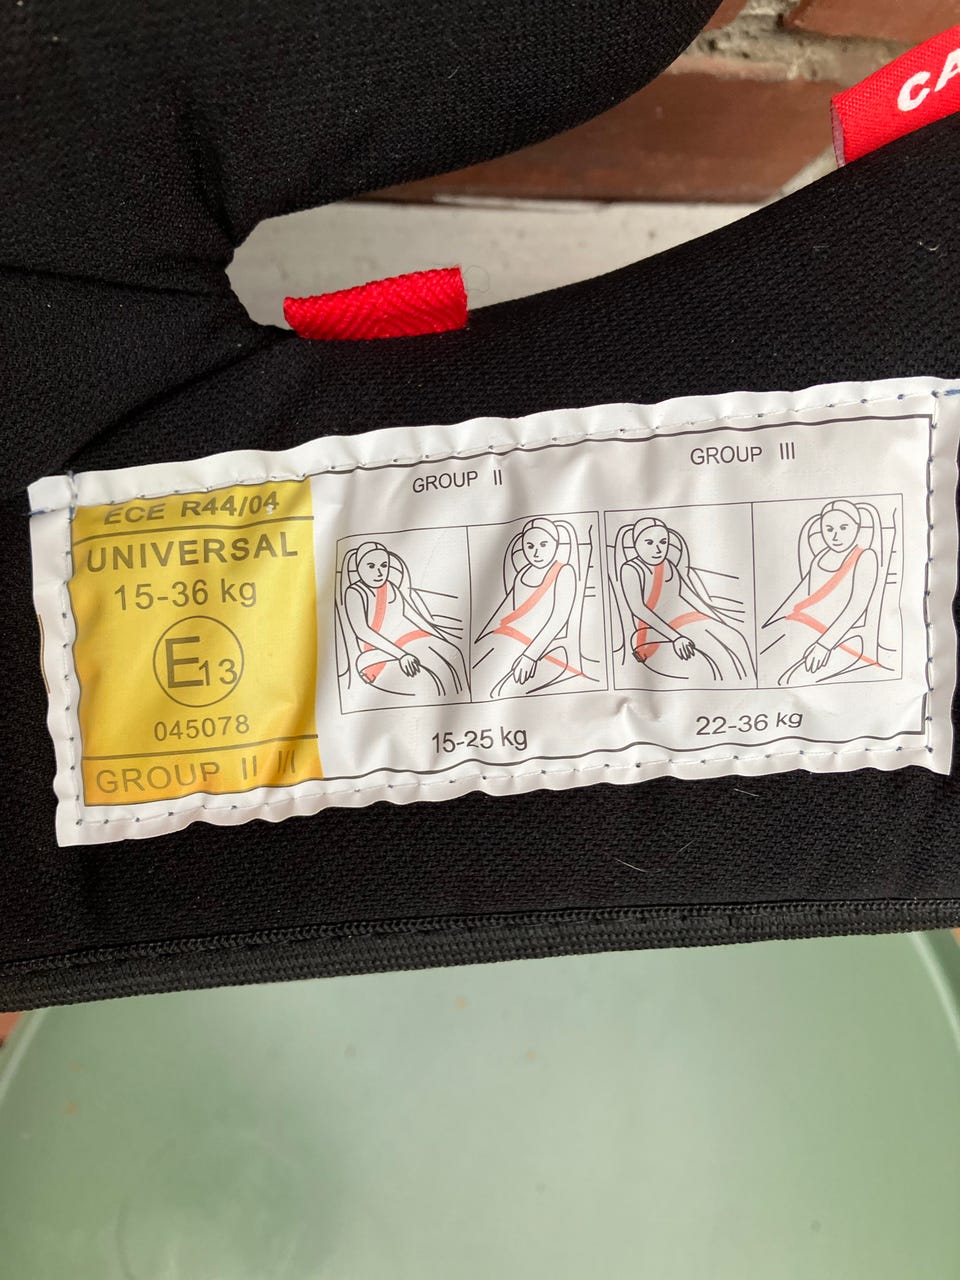 CA
ECE R44/04
UNIVERSAL
15-36 kg
E13
045078
GROUP II III
GROUP II
15-25 kg
GROUP III
22-36 kg